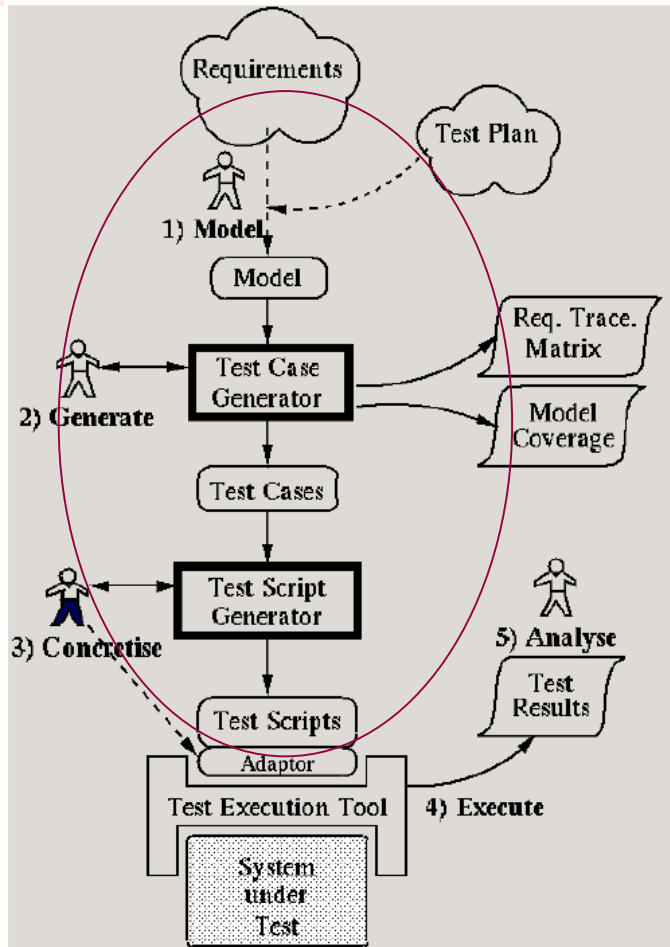 Requirements
Test Plan
1) Model
Model
Req. Trace.
Matrix
Test Case
Generator
2) Generate
Model
Coverage
Test Cases
Test Script
Generator
3) Concretise
5) Analyse
Test
Results
Test Scripts
Adaptor
Test Execution Tool
4) Execute
System
under
Test